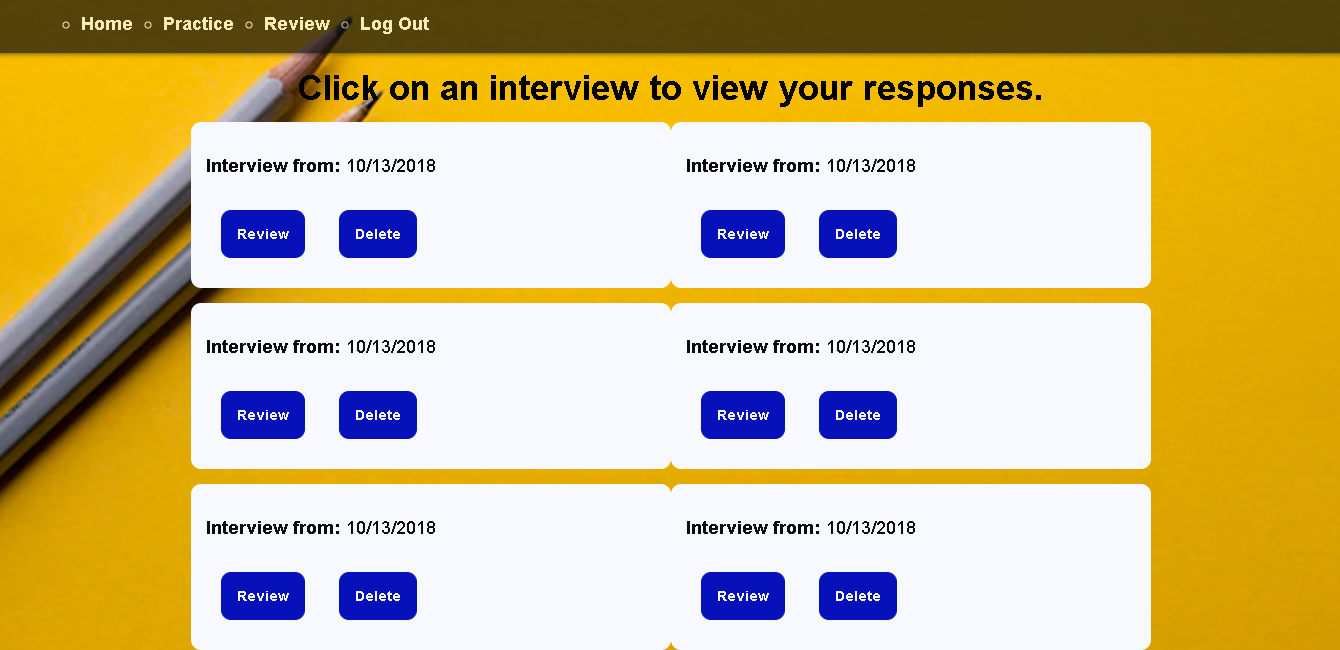 Home Practice Review Log Out
Click on an interview to view your responses.
Interview from: 10/13/2018
Review Delete
Interview from: 10/13/2018
Review Delete
Interview from: 10/13/2018
Review Delete
Interview from: 10/13/2018
Review Delete
Interview from: 10/13/2018
Review Delete
Interview from: 10/13/2018
Review Delete